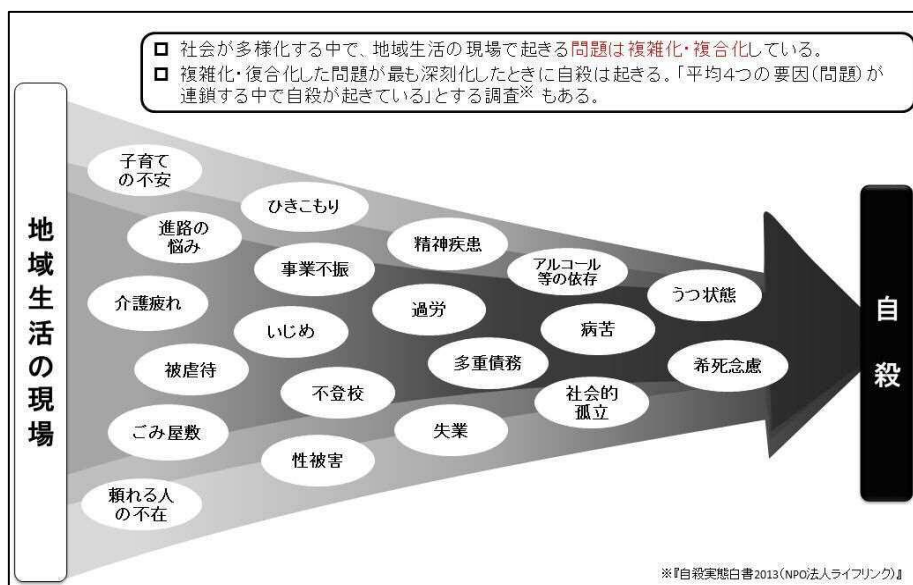 □ 社会が多様化する中で、地域生活の現場で起きる問題は複雑化・複合化している。
□ 複雑化・複合化した問題が最も深刻化したときに自殺は起きる。「平均4つの要因(問題)が
連鎖する中で自殺が起きている」とする調査※もある。
地域生活の現場
子育て
の不安
進路の
悩み
介護疲れ
被虐待
ごみ屋敷
頼れる人
の不在
ひきこもり
事業不振
いじめ
不登校
性被害
精神疾患
過労
多重債務
失業
アルコール
等の依存
病苦
社会的
孤立
うつ状態
希死念慮
自殺
※『自殺実態白書2013(NPO法人ライフリンク)』